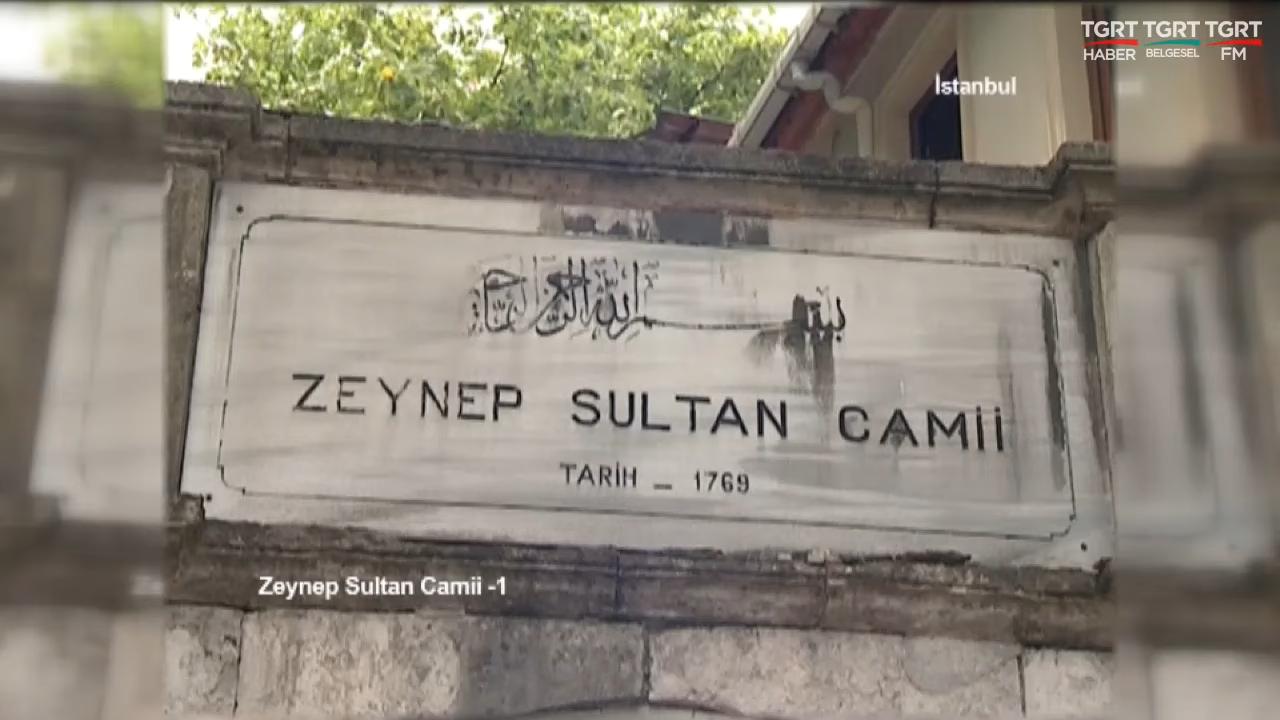 TGRT TGRT TGRT
HABER BELGESEL FM
İstanbul
بسم الله الرحمن الرحيم
ZEYNEP SULTAN CAMİİ
TARİH _ 1769
Zeynep Sultan Camii -1